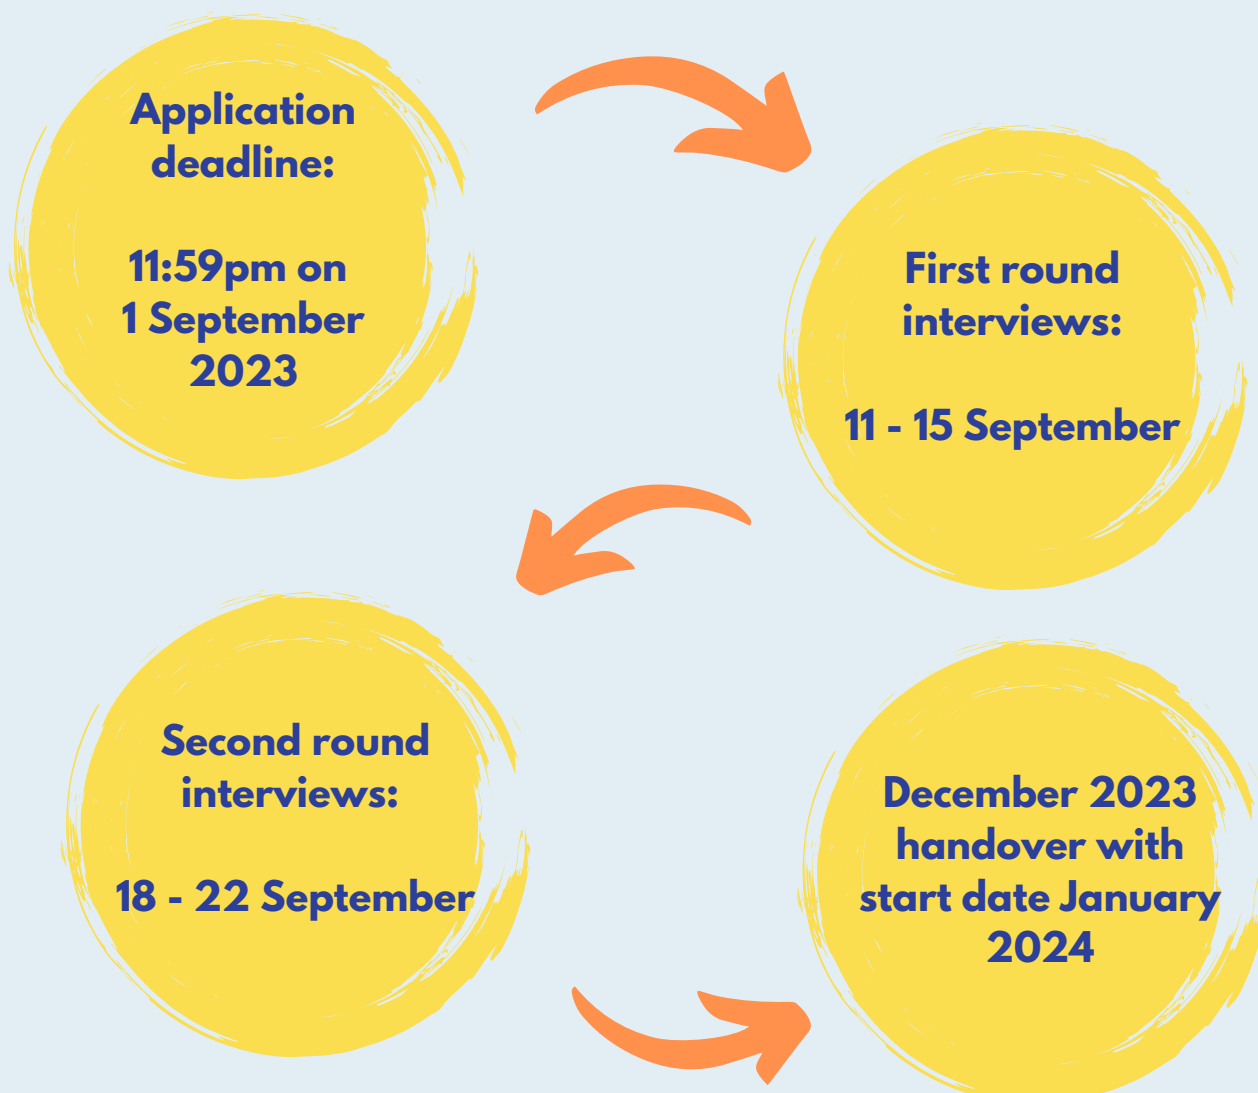 Application
deadline:
11:59pm on
1 September
2023
First round
interviews:
11 - 15 September
Second round
interviews:
18 - 22 September
December 2023
handover with
start date January
2024